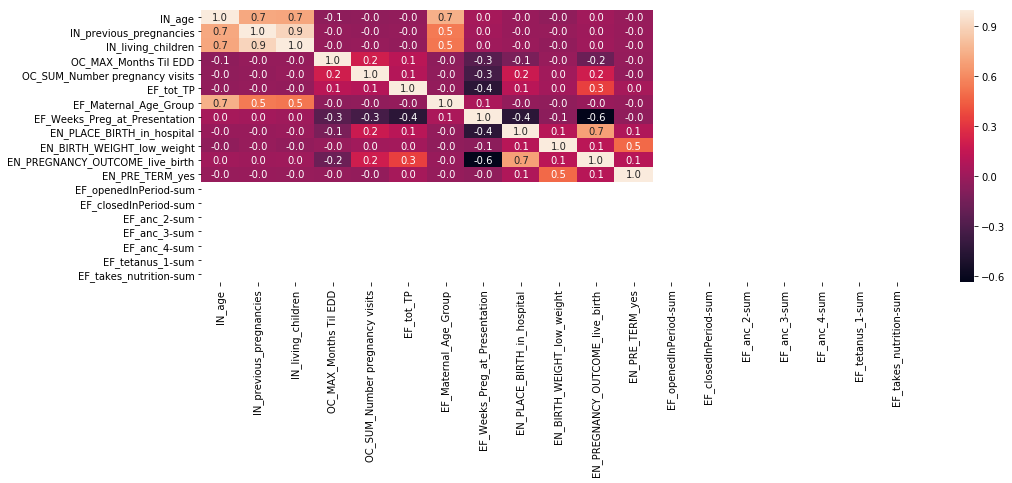 IN_age 1.0 0.7 0.7 -0.1 -0.0 -0.0 0.7 0.0 -0.0 -0.0 0.0 -0.0
IN_previous_pregnancies 0.7 1.0 0.9 -0.0 -0.0 -0.0 0.5 0.0 -0.0 -0.0 0.0 -0.0
IN_living_children 0.7 0.9 1.0 -0.0 -0.0 -0.0 0.5 0.0 -0.0 -0.0 0.0 -0.0
OC_MAX_Months Til EDD -0.1 -0.0 -0.0 1.0 0.2 0.1 -0.0 -0.3 -0.1 -0.0 -0.2 -0.0
OC_SUM_Number pregnancy visits -0.0 -0.0 -0.0 0.2 1.0 0.1 -0.0 -0.3 0.2 0.0 0.2 -0.0
EF_tot_TP -0.0 -0.0 -0.0 0.1 0.1 1.0 -0.0 -0.4 0.1 0.0 0.3 0.0
EF_Maternal_Age_Group 0.7 0.5 0.5 -0.0 -0.0 -0.0 1.0 0.1 -0.0 -0.0 -0.0 -0.0
EF_Weeks_Preg_at_Presentation 0.0 0.0 0.0 -0.3 -0.3 -0.4 0.1 1.0 -0.4 -0.1 -0.6 -0.0
EN_PLACE_BIRTH_in_hospital -0.0 -0.0 -0.0 -0.1 0.2 0.1 -0.0 -0.4 1.0 0.1 0.7 0.1
EN_BIRTH_WEIGHT_low_weight -0.0 -0.0 -0.0 -0.0 0.0 0.0 -0.0 -0.1 0.1 1.0 0.1 0.5
EN_PREGNANCY_OUTCOME_live_birth 0.0 0.0 0.0 -0.2 0.2 0.3 -0.0 -0.6 0.7 0.1 1.0 0.1
EN_PRE_TERM_yes -0.0 -0.0 -0.0 -0.0 -0.0 0.0 -0.0 -0.0 0.1 0.5 0.1 1.0
EF_openedInPeriod-sum
EF_closedInPeriod-sum
EF_anc_2-sum
EF_anc_3-sum
EF_anc_4-sum
EF_tetanus_1-sum
EF_takes_nutrition-sum
IN_age
IN_previous_pregnancies
IN_living_children
OC_MAX_Months Til EDD
OC_SUM_Number pregnancy visits
EF_tot_TP
EF_Maternal_Age_Group
EF_Weeks_Preg_at_Presentation
EN_PLACE_BIRTH_in_hospital
EN_BIRTH_WEIGHT_low_weight
EN_PREGNANCY_OUTCOME_live_birth
EN_PRE_TERM_yes
EF_openedInPeriod-sum
EF_closedInPeriod-sum
EF_anc_2-sum
EF_anc_3-sum
EF_anc_4-sum
EF_tetanus_1-sum
EF_takes_nutrition-sum
0.9
0.6
0.3
0.0
-0.3
-0.6